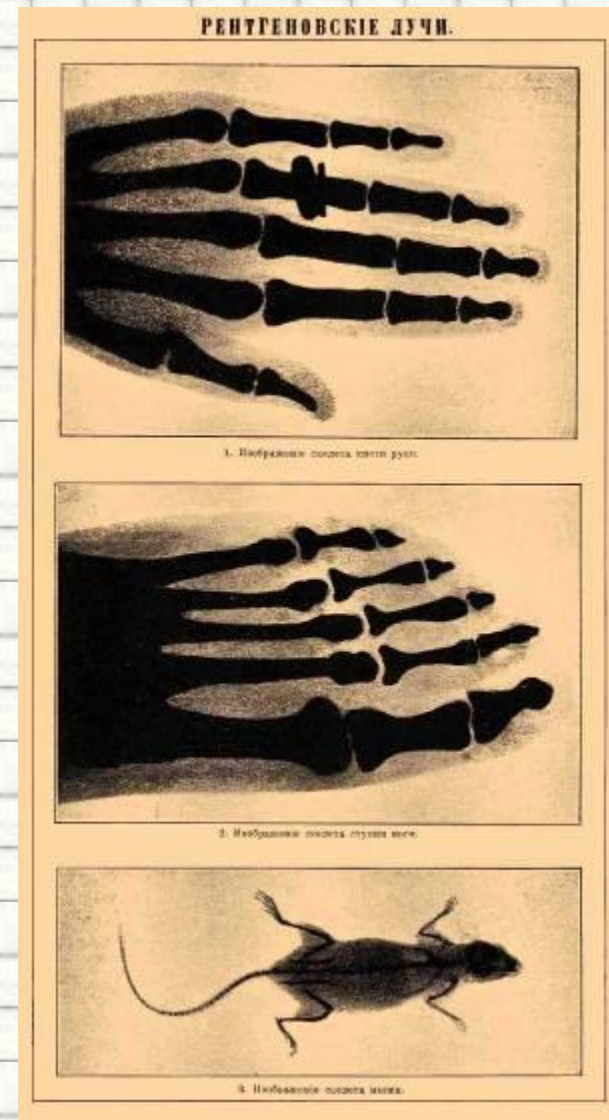 РЕНТГЕНОВСКІЕ ЛУЧИ.
1. Изображеніе скелета кисти руки.
2. Изображеніе скелета ступни ноги.
3. Изображеніе скелета мыши.